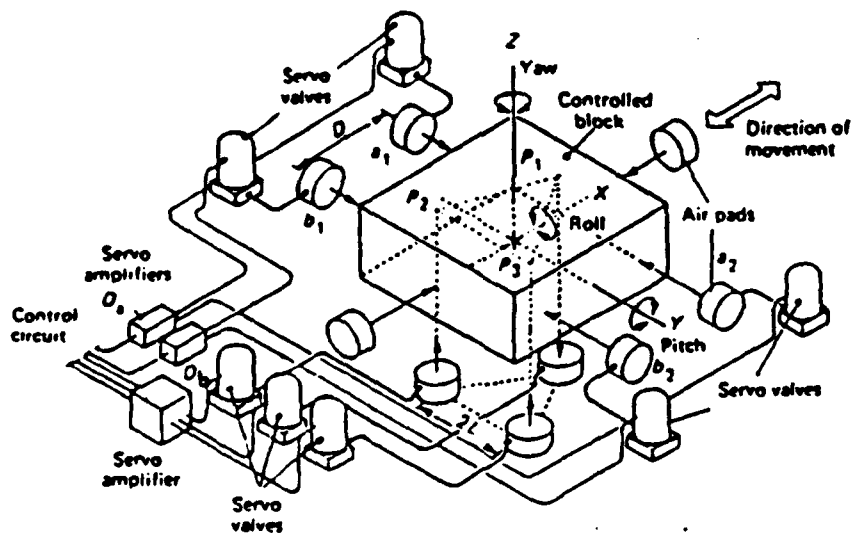 Z
Yaw
Servo
valves
Controlled
block
Direction of
movement
D
a₁
P₁
b₁
P₂
X
Roll
Air pads
P₃
a₂
Servo
amplifiers
Control
circuit
Y
Pitch
b₂
Servo valves
2L
Servo
amplifier
Servo
valves